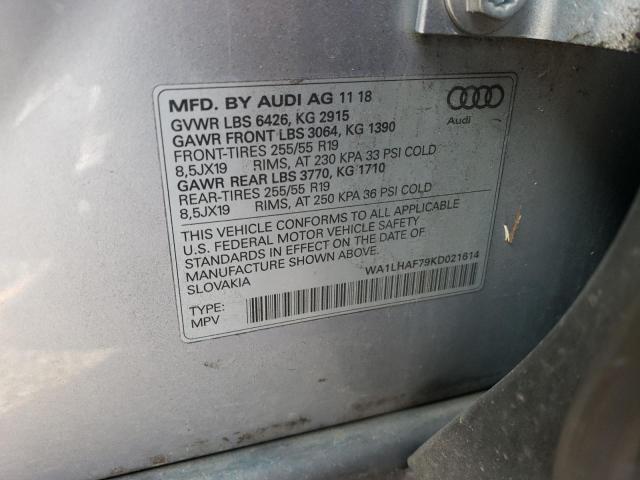 MFD. BY AUDI AG 11 18
GVWR LBS 6426, KG 2915
GAWR FRONT LBS 3064, KG 1390
FRONT-TIRES 255/55 R19
8,5JX19 RIMS, AT 230 KPA 33 PSI COLD
GAWR REAR LBS 3770, KG 1710
REAR-TIRES 255/55 R19
8,5JX19 RIMS, AT 250 KPA 36 PSI COLD
Audi
THIS VEHICLE CONFORMS TO ALL APPLICABLE
U.S. FEDERAL MOTOR VEHICLE SAFETY
STANDARDS IN EFFECT ON THE DATE OF
MANUFACTURE SHOWN ABOVE.
SLOVAKIA
WA1LHAF79KD021614
TYPE:
MPV